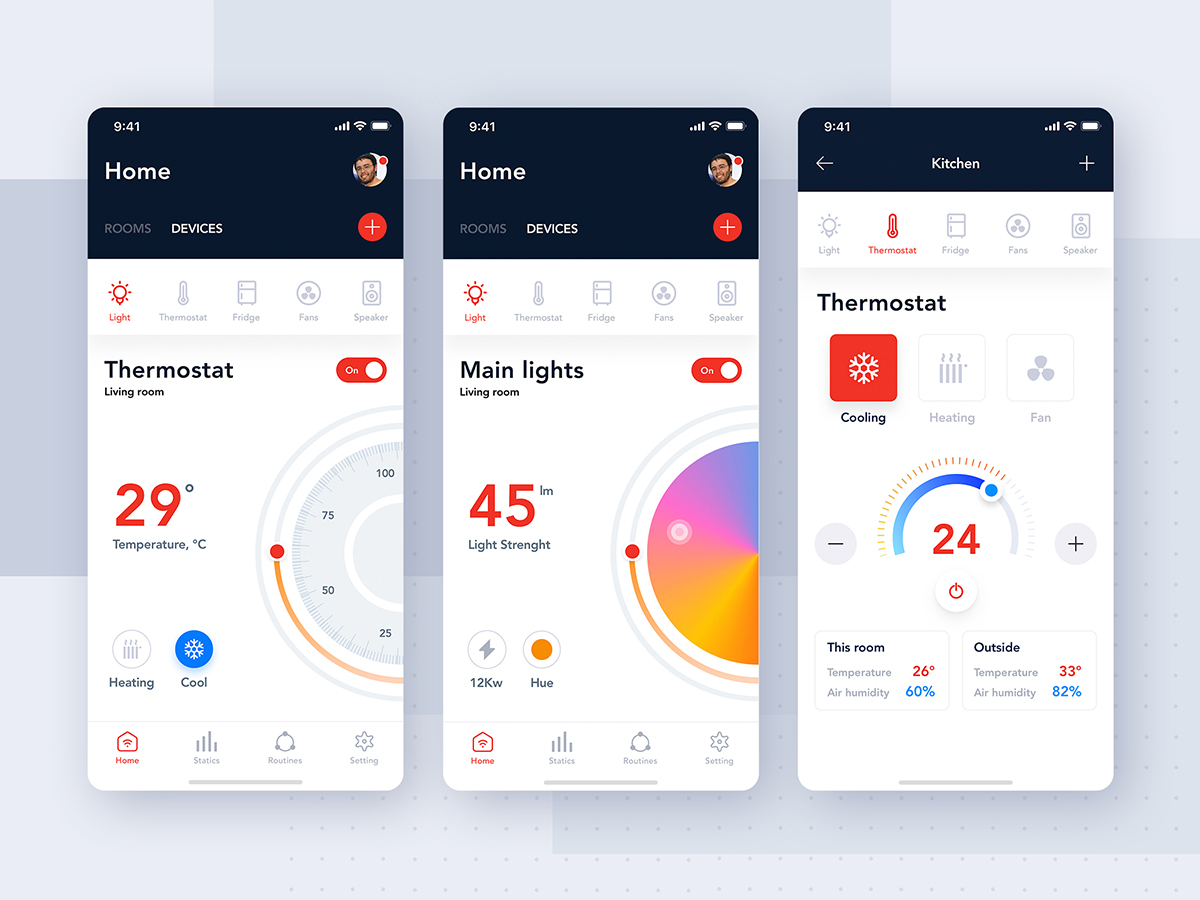 9:41
Home
ROOMS DEVICES
Light Thermostat Fridge Fans Speaker
Thermostat
On
Living room
100
75
50
25
29°
Temperature, °C
Heating Cool
Home Statics Routines Setting
9:41
Home
ROOMS DEVICES
Light Thermostat Fridge Fans Speaker
Main lights
On
Living room
45 lm
Light Strenght
12Kw Hue
Home Statics Routines Setting
9:41
Kitchen
Light Thermostat Fridge Fans Speaker
Thermostat
Cooling Heating Fan
24
This room
Temperature 26°
Air humidity 60%
Outside
Temperature 33°
Air humidity 82%